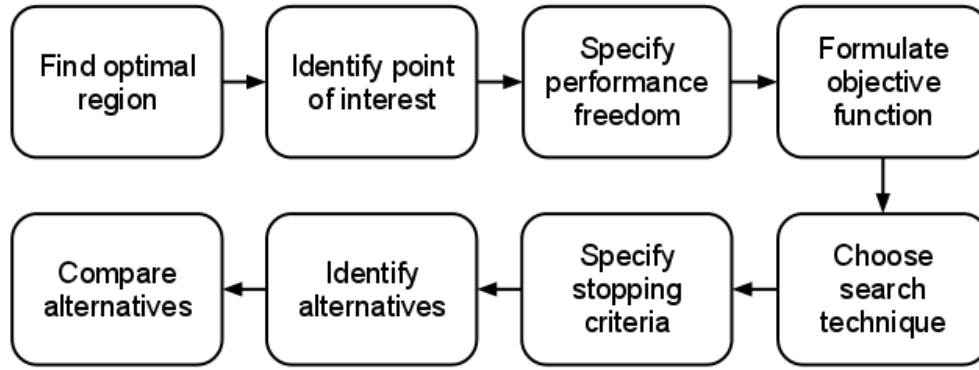 Find optimal
region
Identify point
of interest
Specify
performance
freedom
Formulate
objective
function
Choose
search
technique
Specify
stopping
criteria
Identify
alternatives
Compare
alternatives